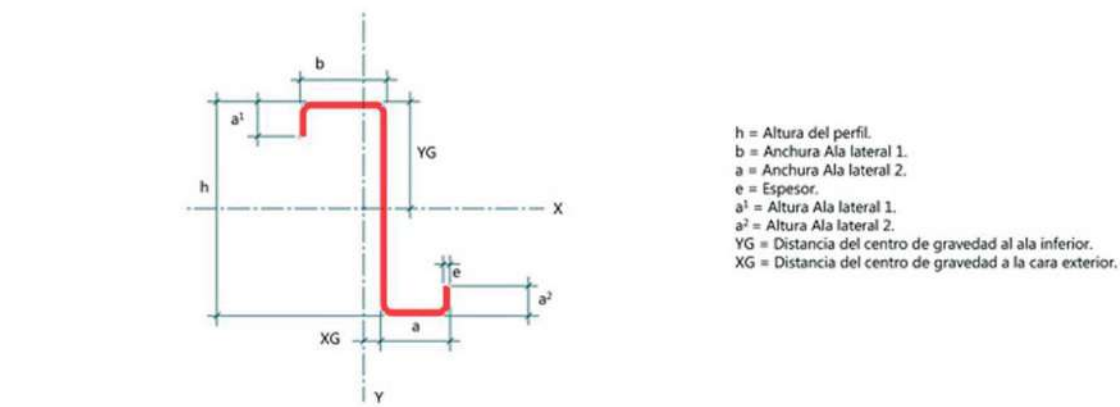 b
a¹
YG
h
X
e
a²
a
XG
Y
h = Altura del perfil.
b = Anchura Ala lateral 1.
a = Anchura Ala lateral 2.
e = Espesor.
a¹ = Altura Ala lateral 1.
a² = Altura Ala lateral 2.
YG = Distancia del centro de gravedad al ala inferior.
XG = Distancia del centro de gravedad a la cara exterior.